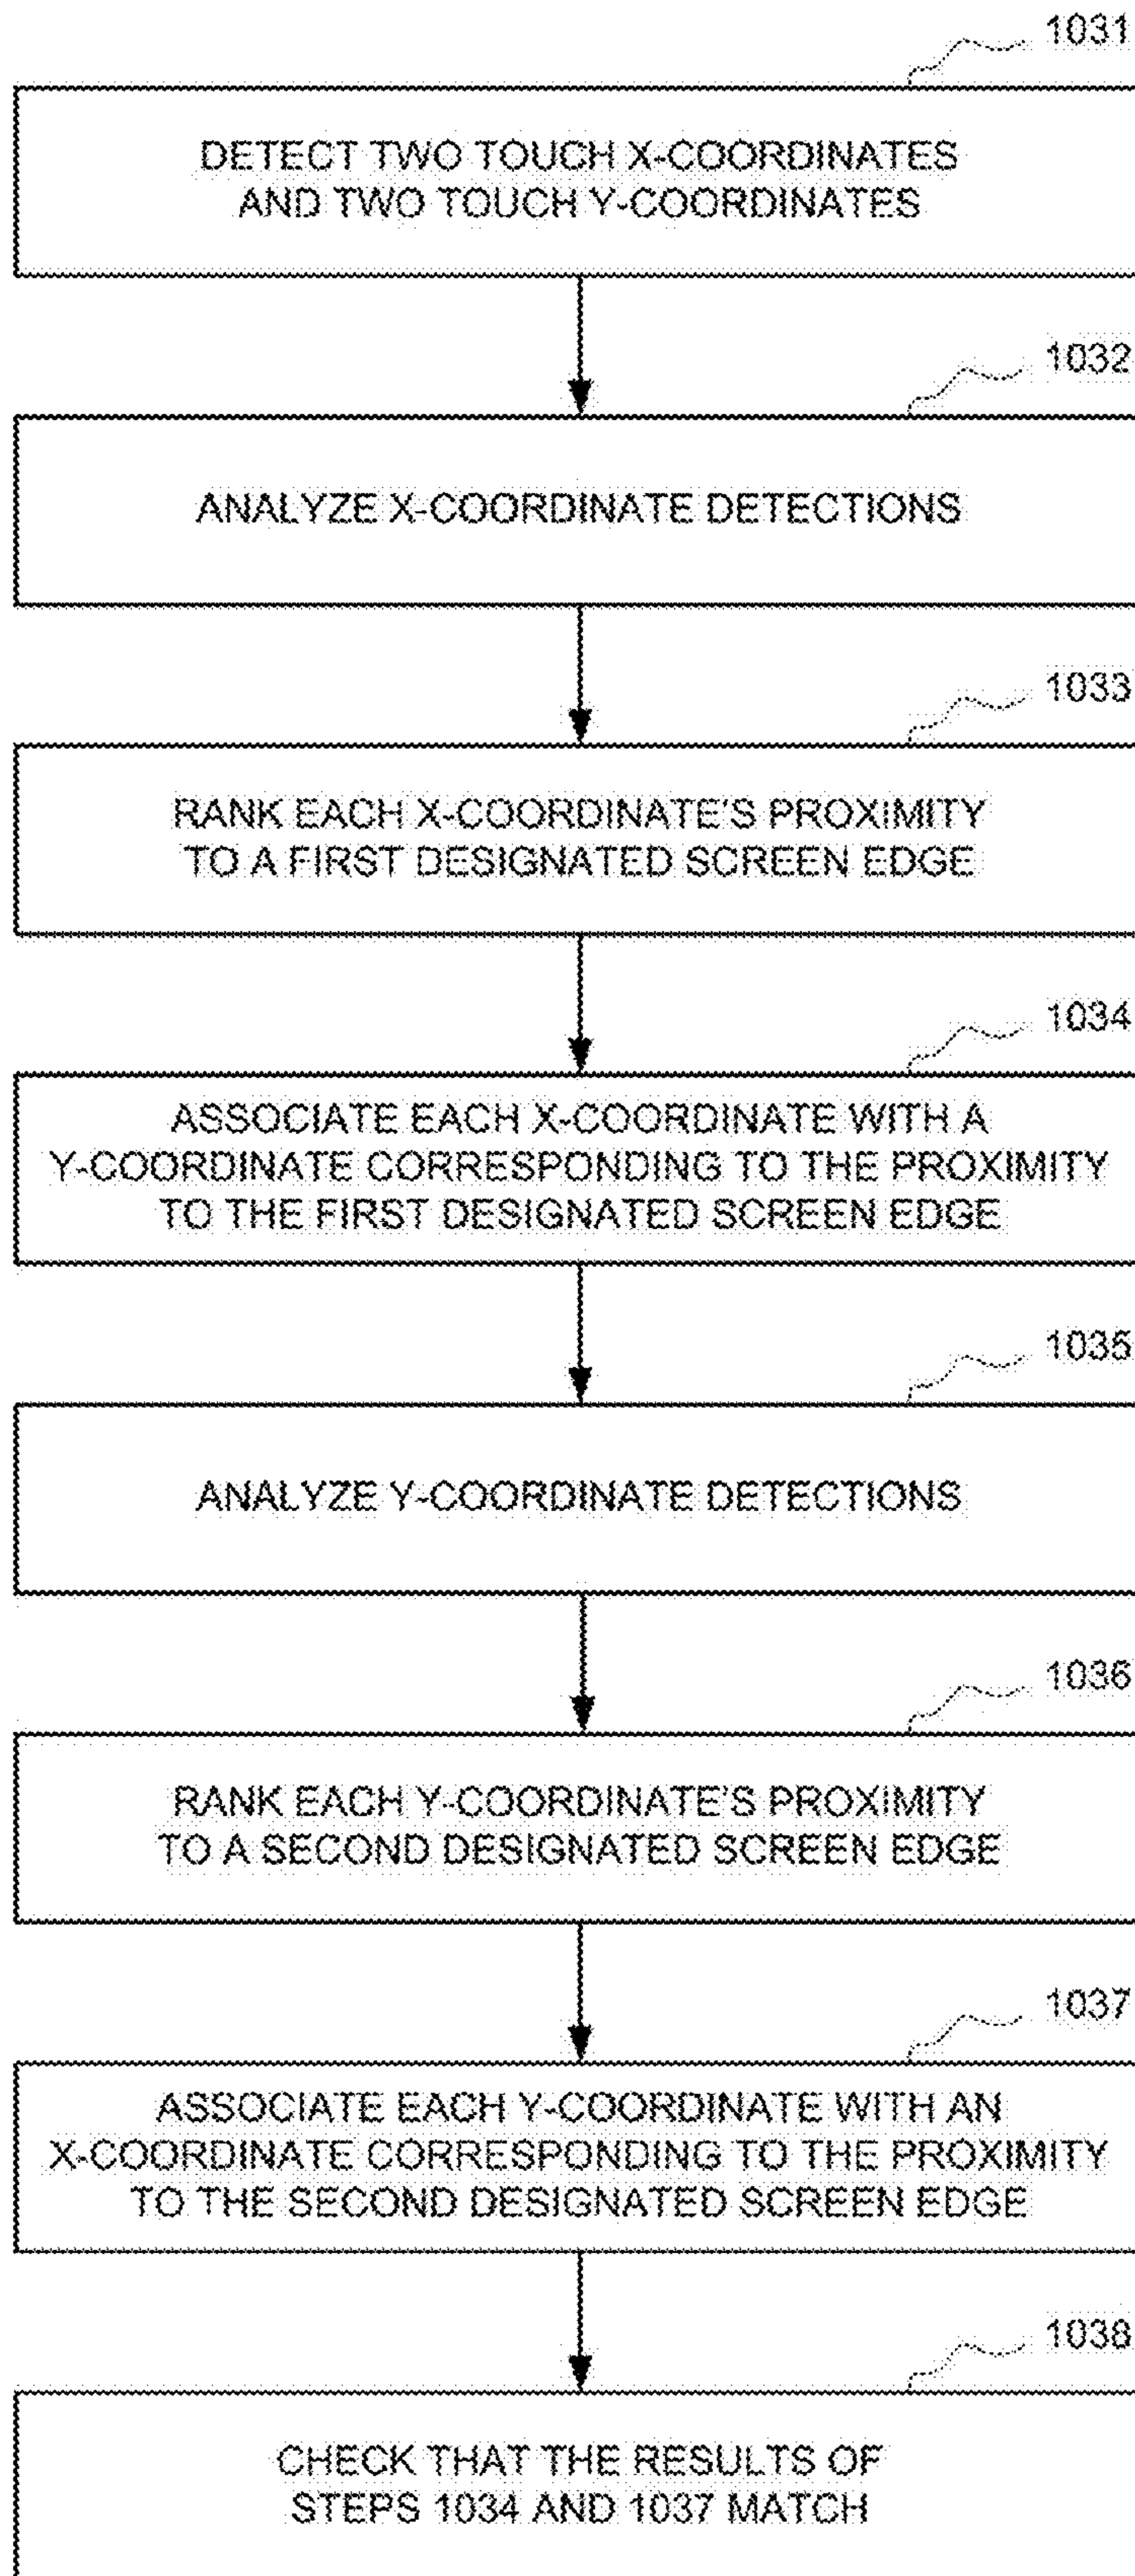 1031
DETECT TWO TOUCH X-COORDINATES
AND TWO TOUCH Y-COORDINATES
1032
ANALYZE X-COORDINATE DETECTIONS
1033
RANK EACH X-COORDINATE'S PROXIMITY
TO A FIRST DESIGNATED SCREEN EDGE
1034
ASSOCIATE EACH X-COORDINATE WITH A
Y-COORDINATE CORRESPONDING TO THE PROXIMITY
TO THE FIRST DESIGNATED SCREEN EDGE
1035
ANALYZE Y-COORDINATE DETECTIONS
1036
RANK EACH Y-COORDINATE'S PROXIMITY
TO A SECOND DESIGNATED SCREEN EDGE
1037
ASSOCIATE EACH Y-COORDINATE WITH AN
X-COORDINATE CORRESPONDING TO THE PROXIMITY
TO THE SECOND DESIGNATED SCREEN EDGE
1038
CHECK THAT THE RESULTS OF
STEPS 1034 AND 1037 MATCH